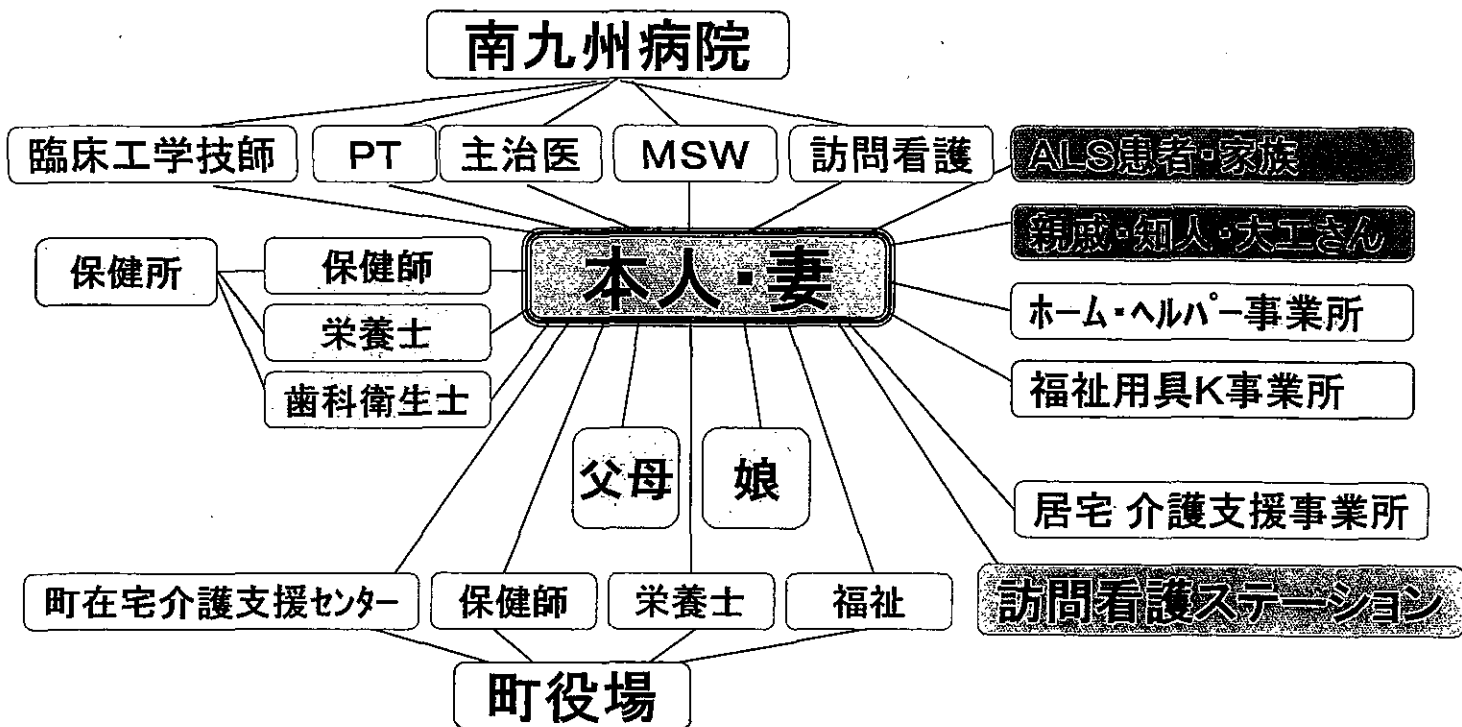 南九州病院
臨床工学技師
PT
主治医
MSW
訪問看護
ALS患者・家族
親戚・知人・大工さん
本人・妻
保健所
保健師
栄養士
歯科衛生士
ホーム・ヘルパー事業所
福祉用具K事業所
父母
娘
居宅 介護支援事業所
町在宅介護支援センター
保健師
栄養士
福祉
訪問看護ステーション
町役場